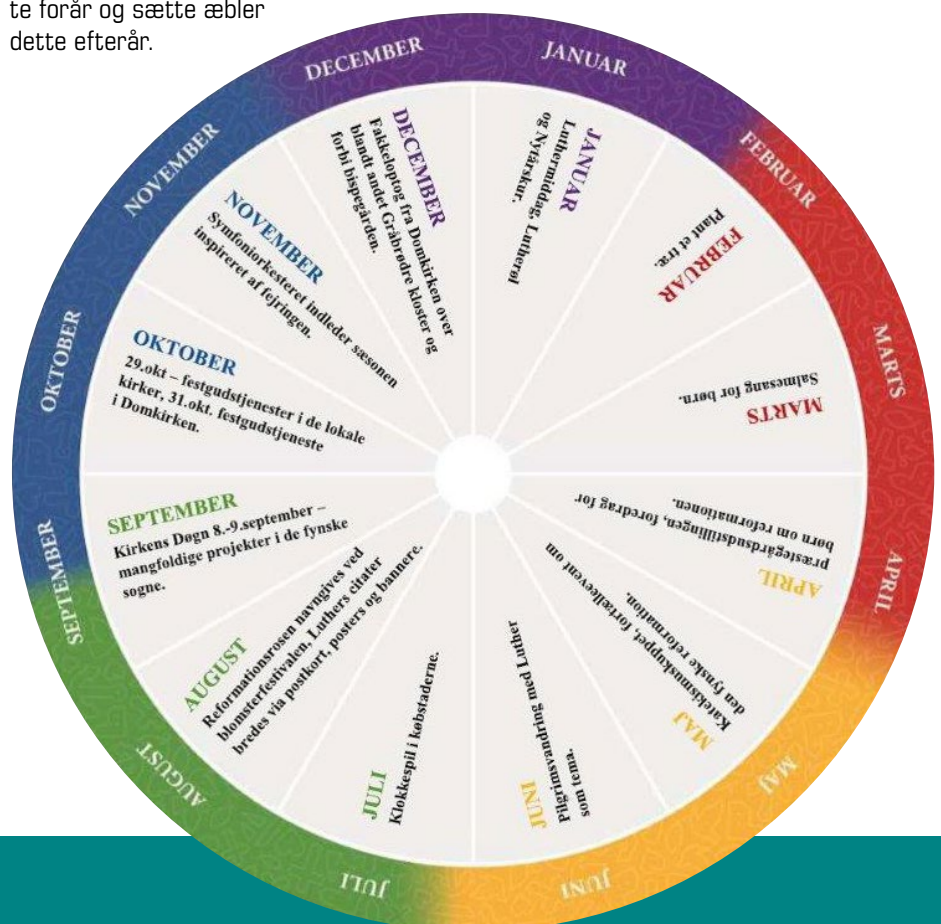 te forår og sætte æbler
dette efterår.
JANUAR
FEBRUAR
MARTS
APRIL
MAJ
JUNI
JULI
AUGUST
SEPTEMBER
OKTOBER
NOVEMBER
DECEMBER
JANUAR
Luthermiddag, Lutherøl
og Nytårskur.
FEBRUAR
Plant et træ.
MARTS
Salmesang for børn.
APRIL
præstegårdsudstillingen, foredrag for
børn om reformationen.
MAJ
Katekismuskuppet, fortælleevent om
den fynske reformation.
JUNI
Pilgrimsvandring med Luther
som tema.
JULI
Klokkespil i købstaderne.
AUGUST
Reformationsrosen navngives ved
blomsterfestivalen, Luthers citater
bredes via postkort, posters og bannere.
SEPTEMBER
Kirkens Døgn 8.-9.september –
mangfoldige projekter i de fynske
sogne.
OKTOBER
29.okt – festgudstjenester i de lokale
kirker, 31.okt. festgudstjeneste
i Domkirken.
NOVEMBER
Symfoniorkesteret indleder sæsonen
inspireret af fejringen.
DECEMBER
Fakkeloptog fra Domkirken over
blandt andet Gråbrødre kloster og
forbi bispegården.